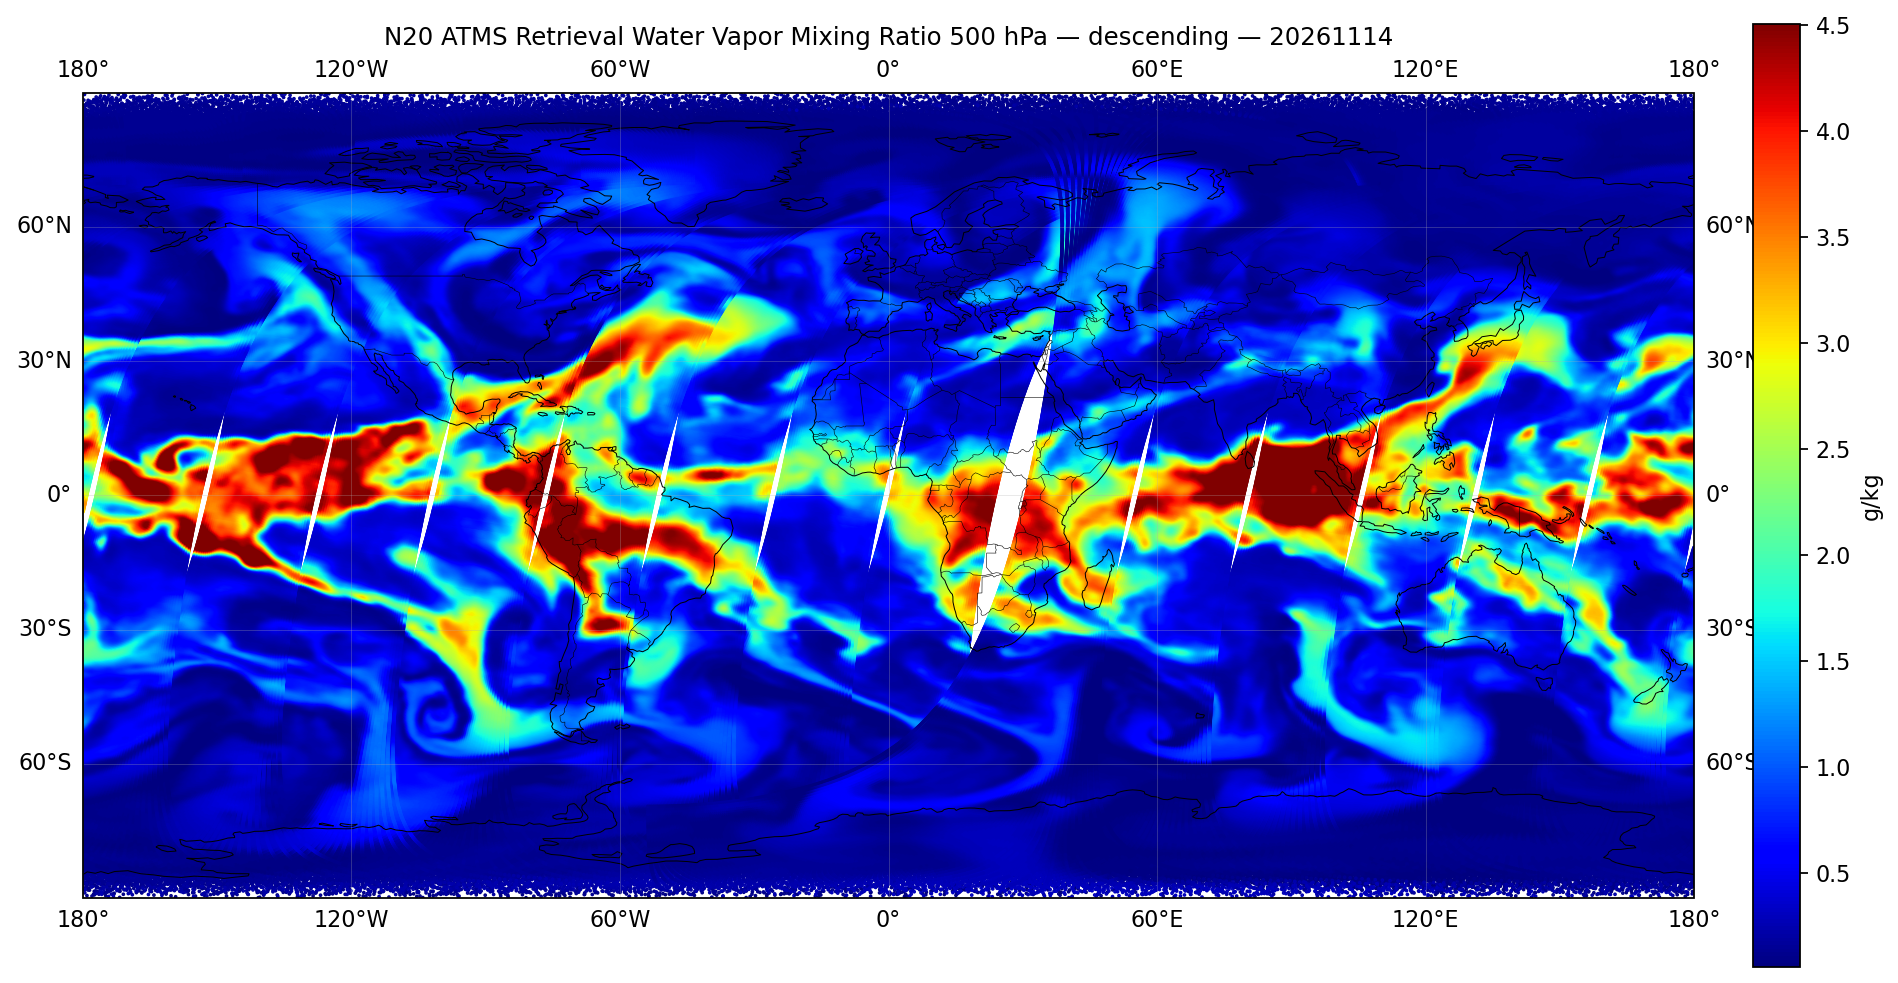 N20 ATMS Retrieval Water Vapor Mixing Ratio 500 hPa — descending — 20261114
180° 120°W 60°W 0° 60°E 120°E 180°
60°N 60°N
30°N 30°N
0° 0°
30°S 30°S
60°S 60°S
180° 120°W 60°W 0° 60°E 120°E 180°
4.5
4.0
3.5
3.0
2.5
2.0
1.5
1.0
0.5
g/kg